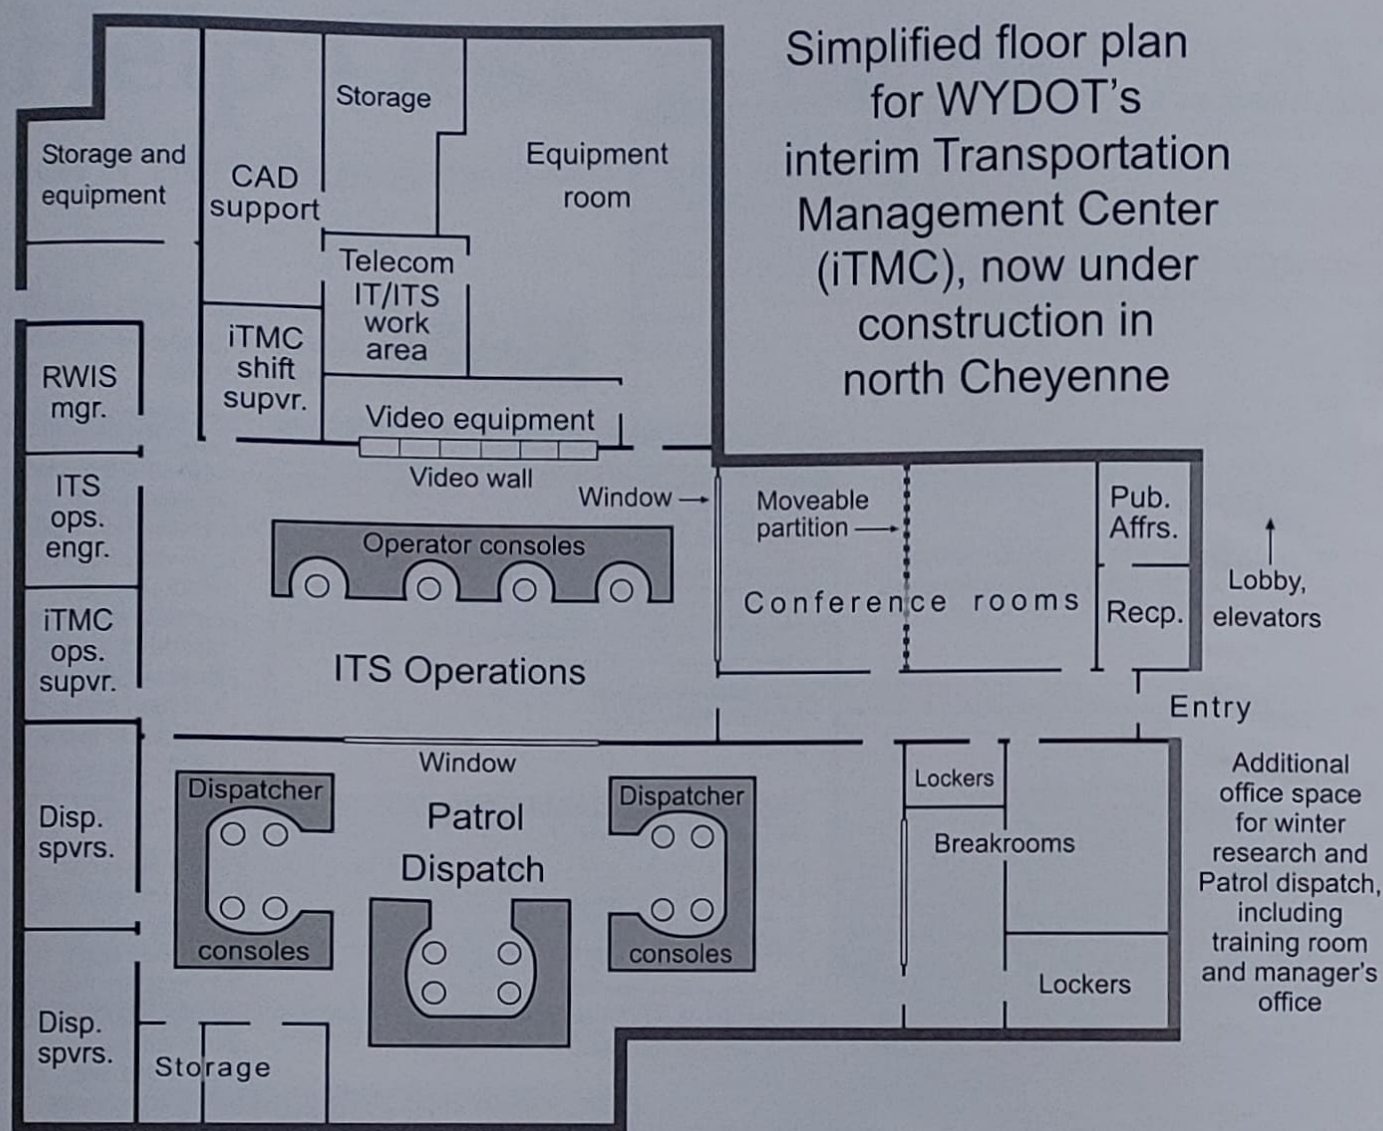 Simplified floor plan
for WYDOT's
interim Transportation
Management Center
(iTMC), now under
construction in
north Cheyenne
Storage
Storage and
equipment
CAD
support
Equipment
room
Telecom
IT/ITS
work
area
iTMC
shift
supvr.
RWIS
mgr.
Video equipment
Video wall
ITS
ops.
engr.
Window
Moveable
partition
Pub.
Affrs.
Operator consoles
Conference rooms
Recp.
Lobby,
elevators
iTMC
ops.
supvr.
ITS Operations
Entry
Window
Dispatcher
consoles
Patrol
Dispatch
Dispatcher
consoles
Lockers
Breakrooms
Lockers
Additional
office space
for winter
research and
Patrol dispatch,
including
training room
and manager's
office
Disp.
spvrs.
Disp.
spvrs.
Storage